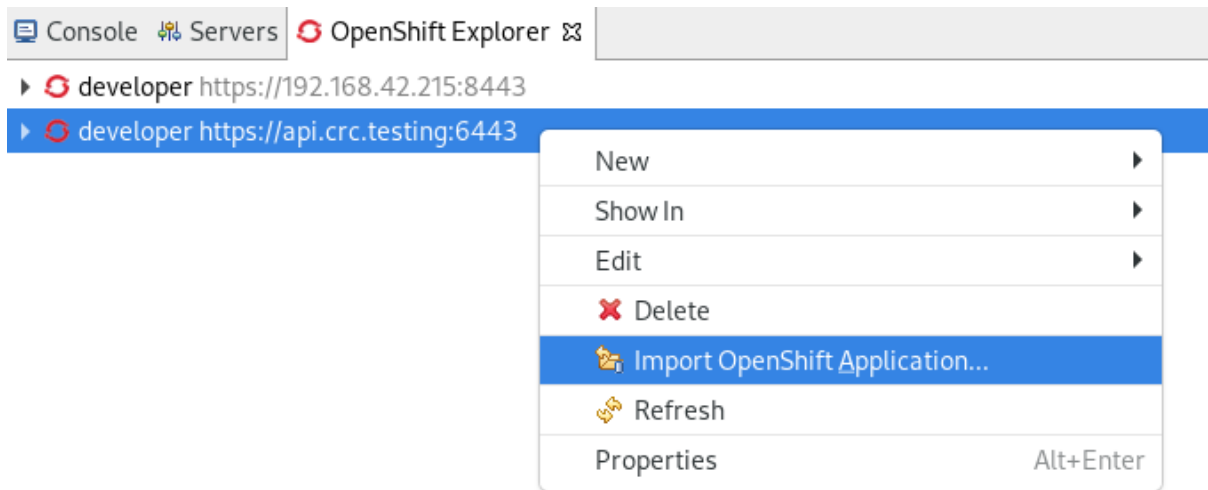 Console Servers OpenShift Explorer
developer https://192.168.42.215:8443
developer https://api.crc.testing:6443
New
Show In
Edit
Delete
Import OpenShift Application...
Refresh
Properties Alt+Enter